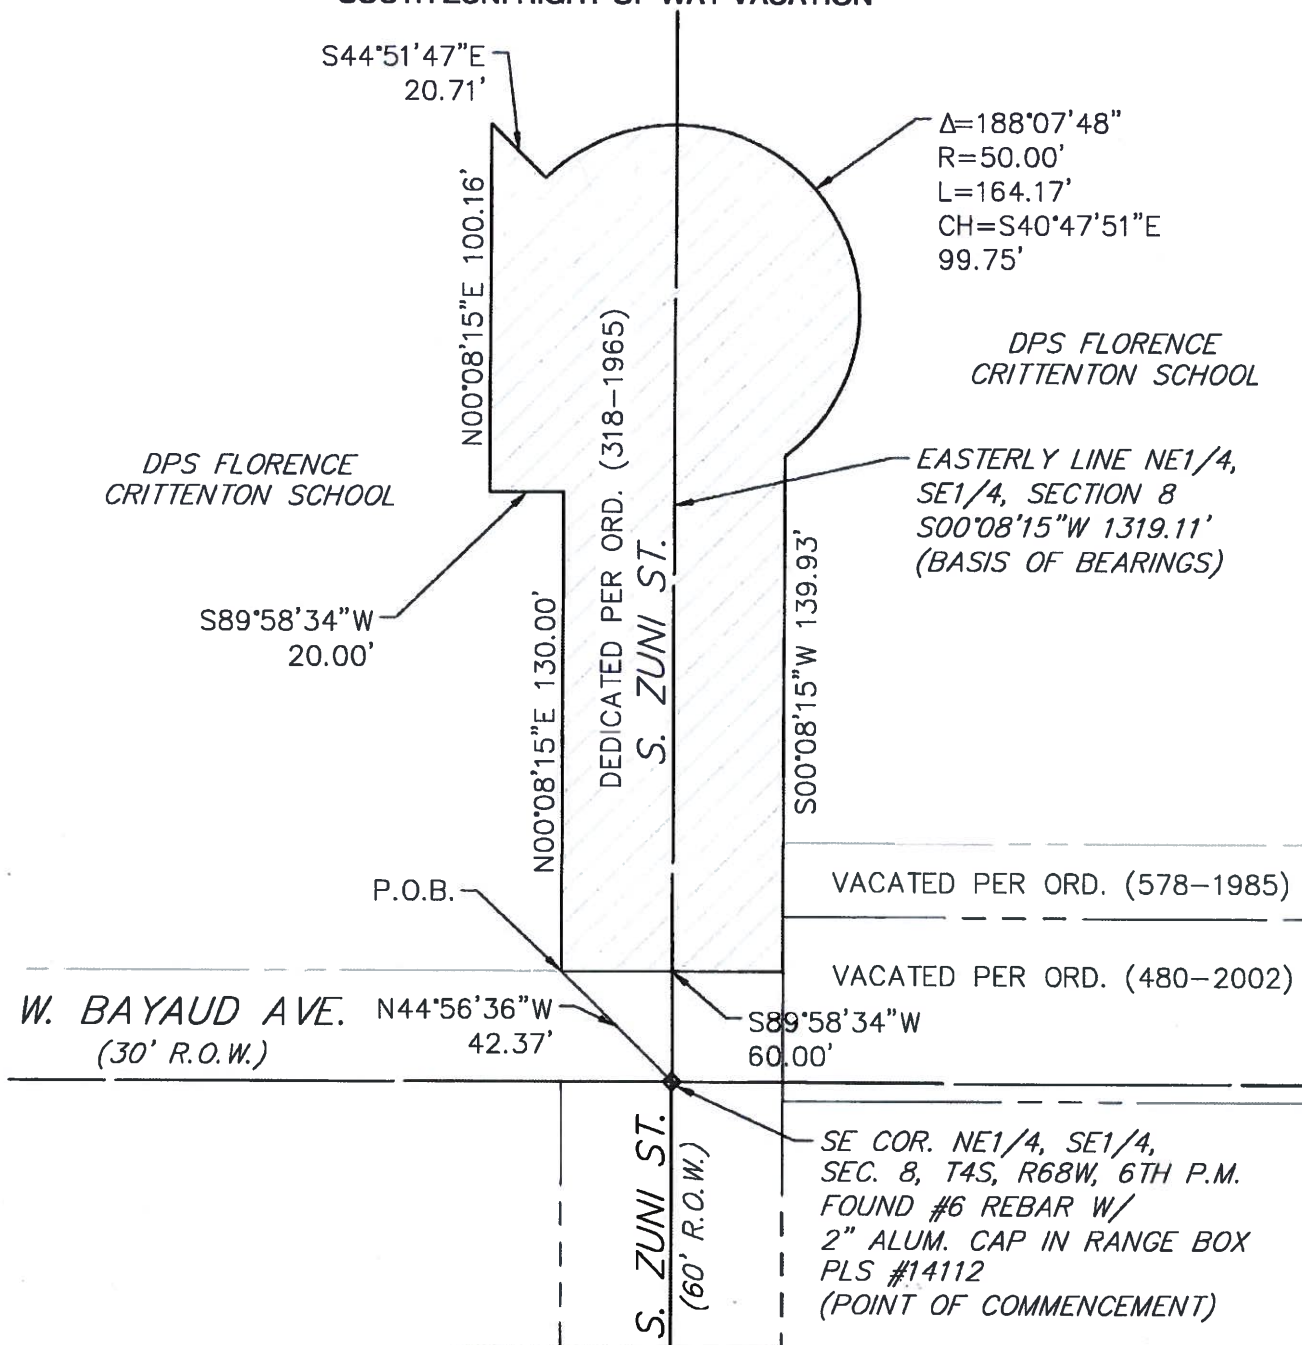 SOUTH ZUNI RIGHT-OF-WAY VACATION
S44°51'47"E
20.71'
Δ=188°07'48"
R=50.00'
L=164.17'
CH=S40°47'51"E
99.75'
N00°08'15"E 100.16'
DPS FLORENCE
CRITTENTON SCHOOL
DPS FLORENCE
CRITTENTON SCHOOL
DEDICATED PER ORD. (318-1965)
S. ZUNI ST.
EASTERLY LINE NE1/4,
SE1/4, SECTION 8
S00°08'15"W 1319.11'
(BASIS OF BEARINGS)
S89°58'34"W
20.00'
N00°08'15"E 130.00'
S00°08'15"W 139.93'
P.O.B.
VACATED PER ORD. (578-1985)
VACATED PER ORD. (480-2002)
W. BAYAUD AVE.
(30' R.O.W.)
N44°56'36"W
42.37'
S89°58'34"W
60.00'
S. ZUNI ST.
(60' R.O.W.)
SE COR. NE1/4, SE1/4,
SEC. 8, T4S, R68W, 6TH P.M.
FOUND #6 REBAR W/
2" ALUM. CAP IN RANGE BOX
PLS #14112
(POINT OF COMMENCEMENT)